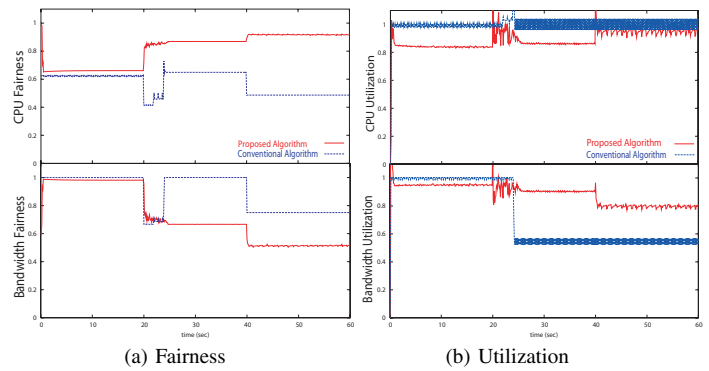 1
0.8
0.6
0.4
0.2
0
CPU Fairness
Proposed Algorithm
Conventional Algorithm
1
0.8
0.6
0.4
0.2
0
Bandwidth Fairness
0 10 20 30 40 50 60
time (sec)
(a) Fairness
1
0.8
0.6
0.4
0.2
0
CPU Utilization
Proposed Algorithm
Conventional Algorithm
1
0.8
0.6
0.4
0.2
0
Bandwidth Utilization
0 10 20 30 40 50 60
time (sec)
(b) Utilization